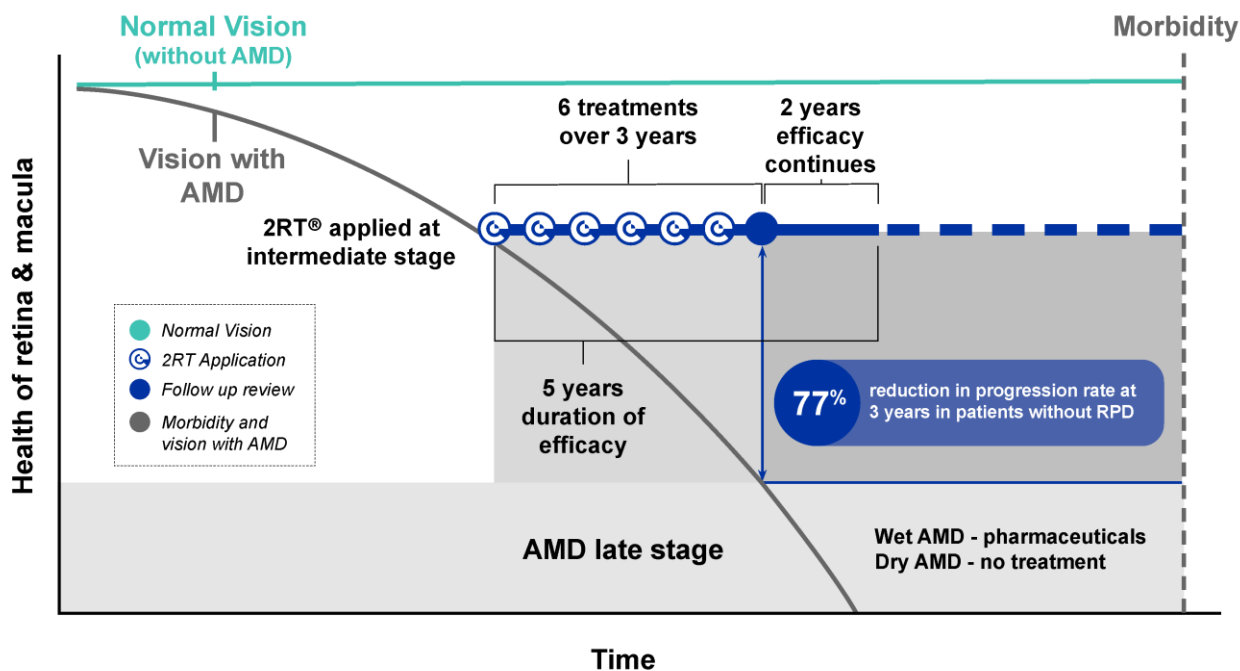 Normal Vision
(without AMD)
Morbidity
Vision with
AMD
6 treatments
over 3 years
2 years
efficacy
continues
2RT® applied at
intermediate stage
Health of retina & macula
Normal Vision
2RT Application
Follow up review
Morbidity and
vision with AMD
5 years
duration of
efficacy
77%
reduction in progression rate at
3 years in patients without RPD
AMD late stage
Wet AMD - pharmaceuticals
Dry AMD - no treatment
Time